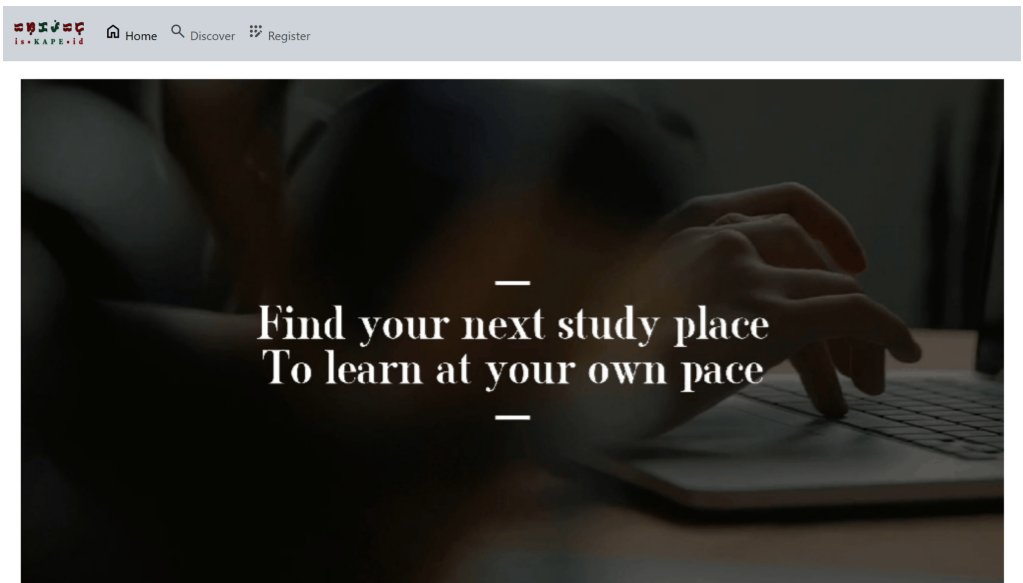 is•KAPE•id
Home
Discover
Register
Find your next study place
To learn at your own pace